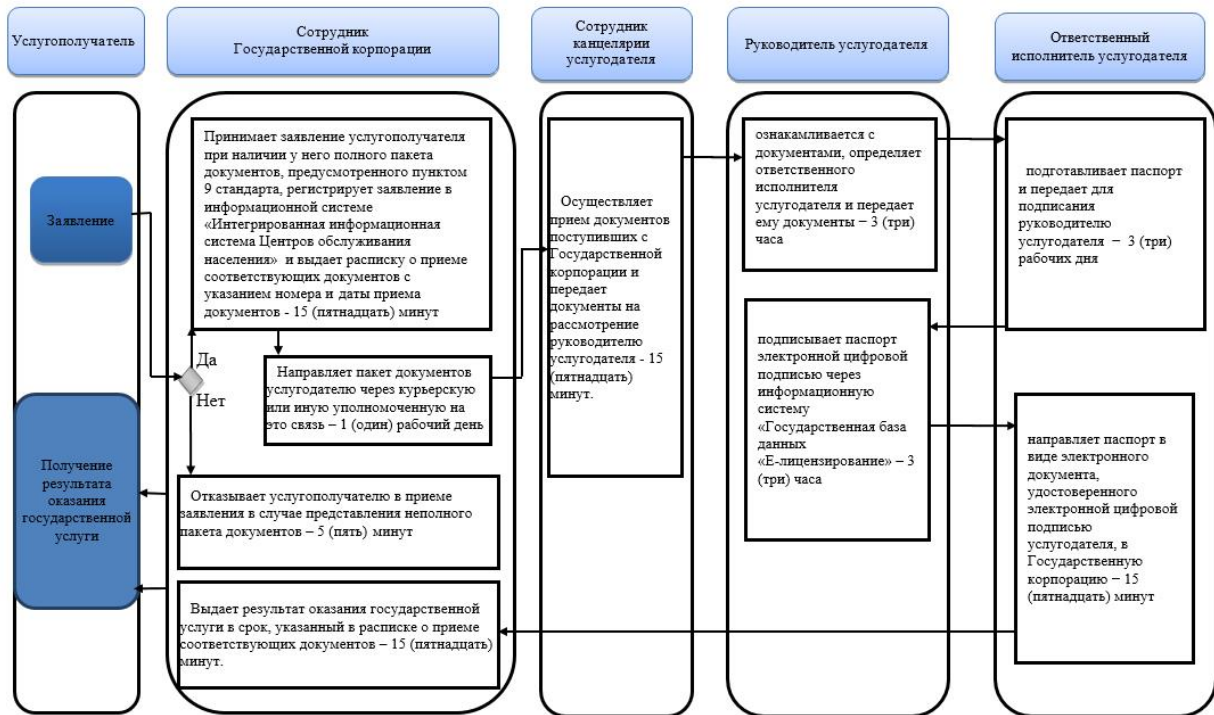 Услугополучатель
Сотрудник
Государственной корпорации
Сотрудник
канцелярии
услугодателя
Руководитель услугодателя
Ответственный
исполнитель услугодателя
Заявление
Получение
результата
оказания
государственной
услуги
Принимает заявление услугополучателя
при наличии у него полного пакета
документов, предусмотренного пунктом
9 стандарта, регистрирует заявление в
информационной системе
«Интегрированная информационная
система Центров обслуживания
населения» и выдает расписку о приеме
соответствующих документов с
указанием номера и даты приема
документов - 15 (пятнадцать) минут
Да
Нет
Направляет пакет документов
услугодателю через курьерскую
или иную уполномоченную на
это связь – 1 (один) рабочий день
Отказывает услугополучателю в приеме
заявления в случае представления неполного
пакета документов – 5 (пять) минут
Выдает результат оказания государственной
услуги в срок, указанный в расписке о приеме
соответствующих документов – 15 (пятнадцать)
минут.
Осуществляет
прием документов
поступивших с
Государственной
корпорации и
передает
документы на
рассмотрение
руководителю
услугодателя - 15
(пятнадцать)
минут.
ознакамливается с
документами, определяет
ответственного
исполнителя
услугодателя и передает
ему документы – 3 (три)
часа
подписывает паспорт
электронной цифровой
подписью через
информационную
систему
«Государственная база
данных
«Е-лицензирование» – 3
(три) часа
подготавливает паспорт
и передает для
подписания
руководителю
услугодателя – 3 (три)
рабочих дня
направляет паспорт в
виде электронного
документа,
удостоверенного
электронной цифровой
подписью
услугодателя, в
Государственную
корпорацию – 15
(пятнадцать) минут